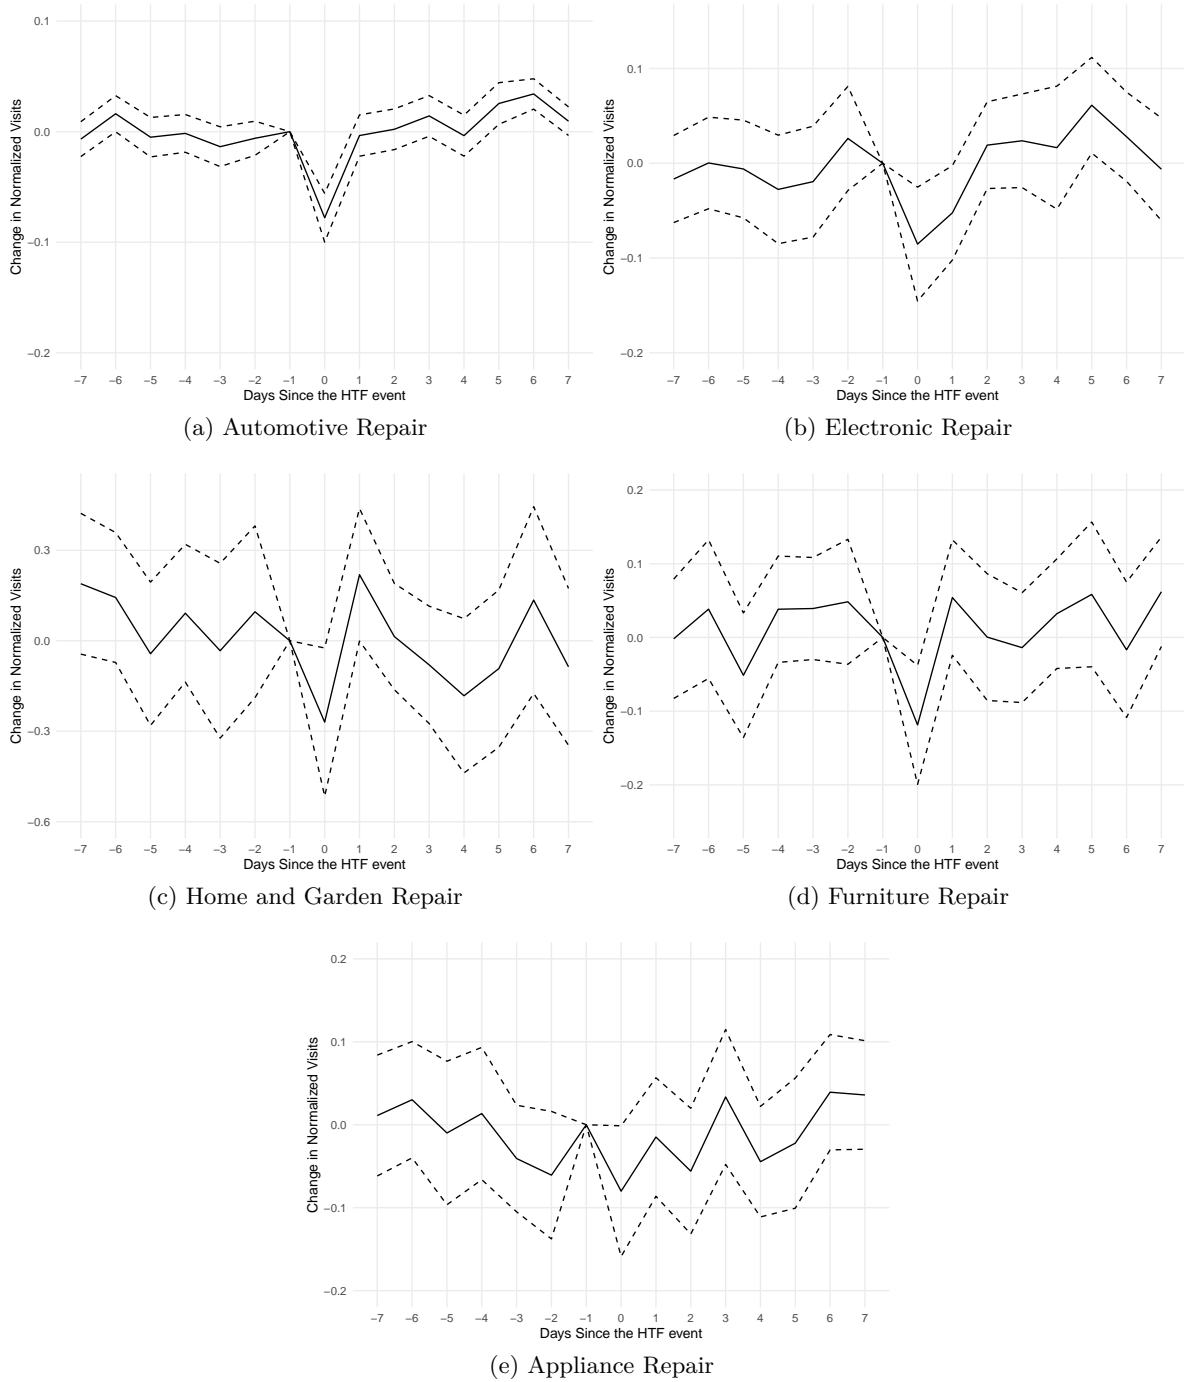 Change in Normalized Visits
0.1
0.0
−0.1
−0.2
−7 −6 −5 −4 −3 −2 −1 0 1 2 3 4 5 6 7
Days Since the HTF event
(a) Automotive Repair
Change in Normalized Visits
0.1
0.0
−0.1
−0.2
−7 −6 −5 −4 −3 −2 −1 0 1 2 3 4 5 6 7
Days Since the HTF event
(b) Electronic Repair
Change in Normalized Visits
0.3
0.0
−0.3
−0.6
−7 −6 −5 −4 −3 −2 −1 0 1 2 3 4 5 6 7
Days Since the HTF event
(c) Home and Garden Repair
Change in Normalized Visits
0.2
0.1
0.0
−0.1
−0.2
−7 −6 −5 −4 −3 −2 −1 0 1 2 3 4 5 6 7
Days Since the HTF event
(d) Furniture Repair
Change in Normalized Visits
0.2
0.1
0.0
−0.1
−0.2
−7 −6 −5 −4 −3 −2 −1 0 1 2 3 4 5 6 7
Days Since the HTF event
(e) Appliance Repair